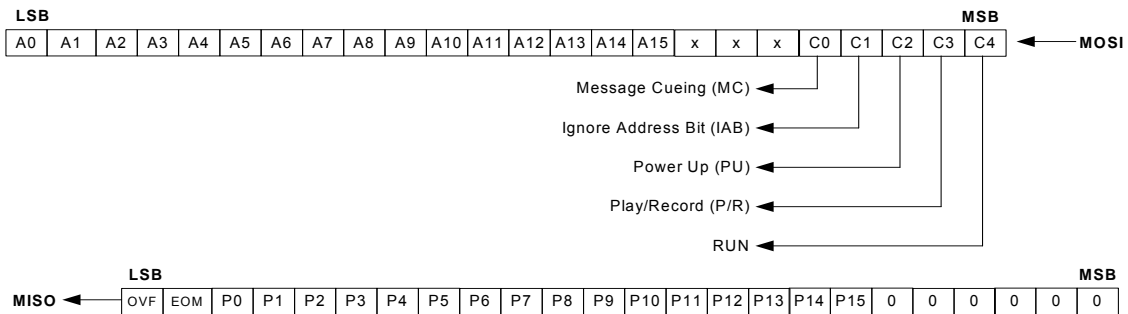 LSB MSB
A0 A1 A2 A3 A4 A5 A6 A7 A8 A9 A10 A11 A12 A13 A14 A15 x x x C0 C1 C2 C3 C4 MOSI
Message Cueing (MC)
Ignore Address Bit (IAB)
Power Up (PU)
Play/Record (P/R)
RUN
LSB MSB
MISO OVF EOM P0 P1 P2 P3 P4 P5 P6 P7 P8 P9 P10 P11 P12 P13 P14 P15 0 0 0 0 0 0